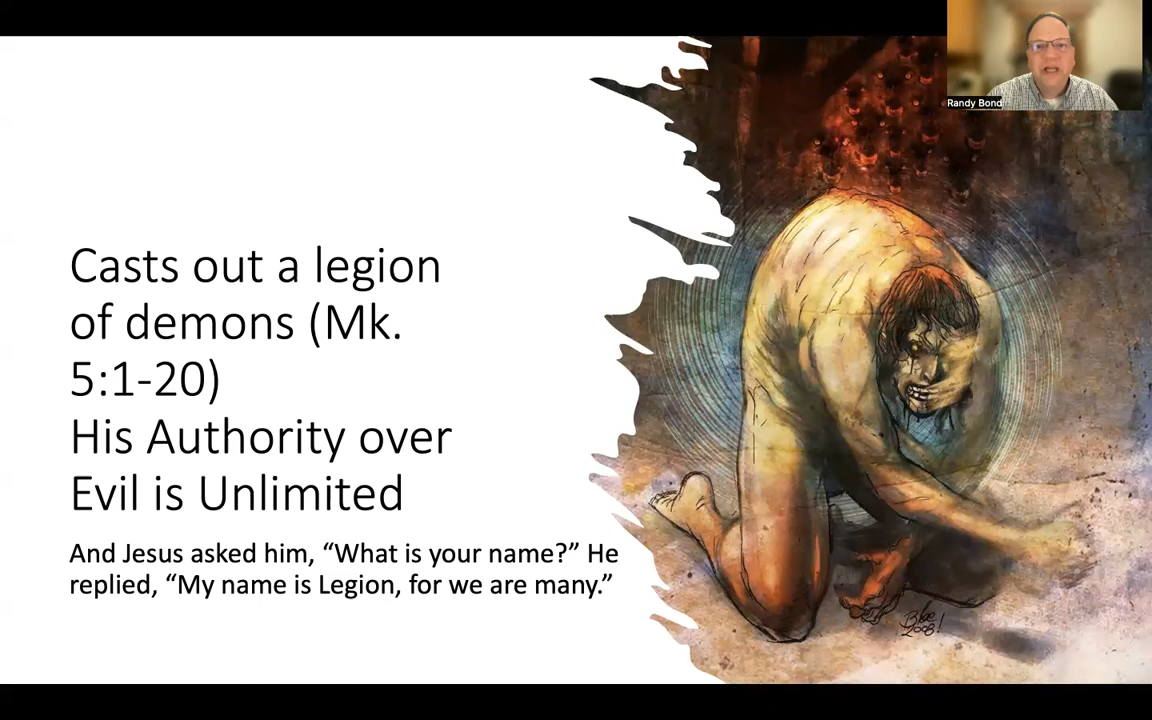 Randy Bond
Casts out a legion
of demons (Mk.
5:1-20)
His Authority over
Evil is Unlimited
And Jesus asked him, “What is your name?” He
replied, “My name is Legion, for we are many.”
2008!